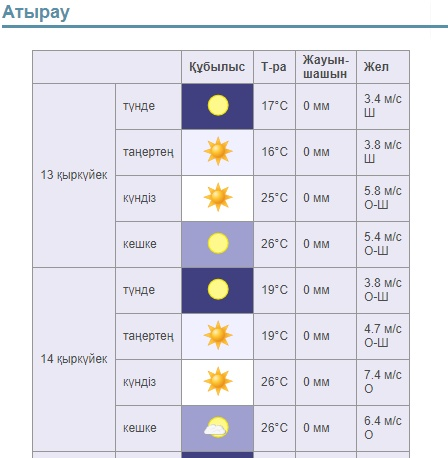 Атырау
Құбылыс Т-ра Жауын-шашын Жел
13 қыркүйек
түнде 17°C 0 мм 3.4 м/с Ш
таңертең 16°C 0 мм 3.8 м/с Ш
күндіз 25°C 0 мм 5.8 м/с О-Ш
кешке 26°C 0 мм 5.4 м/с О-Ш
14 қыркүйек
түнде 19°C 0 мм 3.8 м/с О-Ш
таңертең 19°C 0 мм 4.7 м/с О-Ш
күндіз 26°C 0 мм 7.4 м/с О
кешке 26°C 0 мм 6.4 м/с О